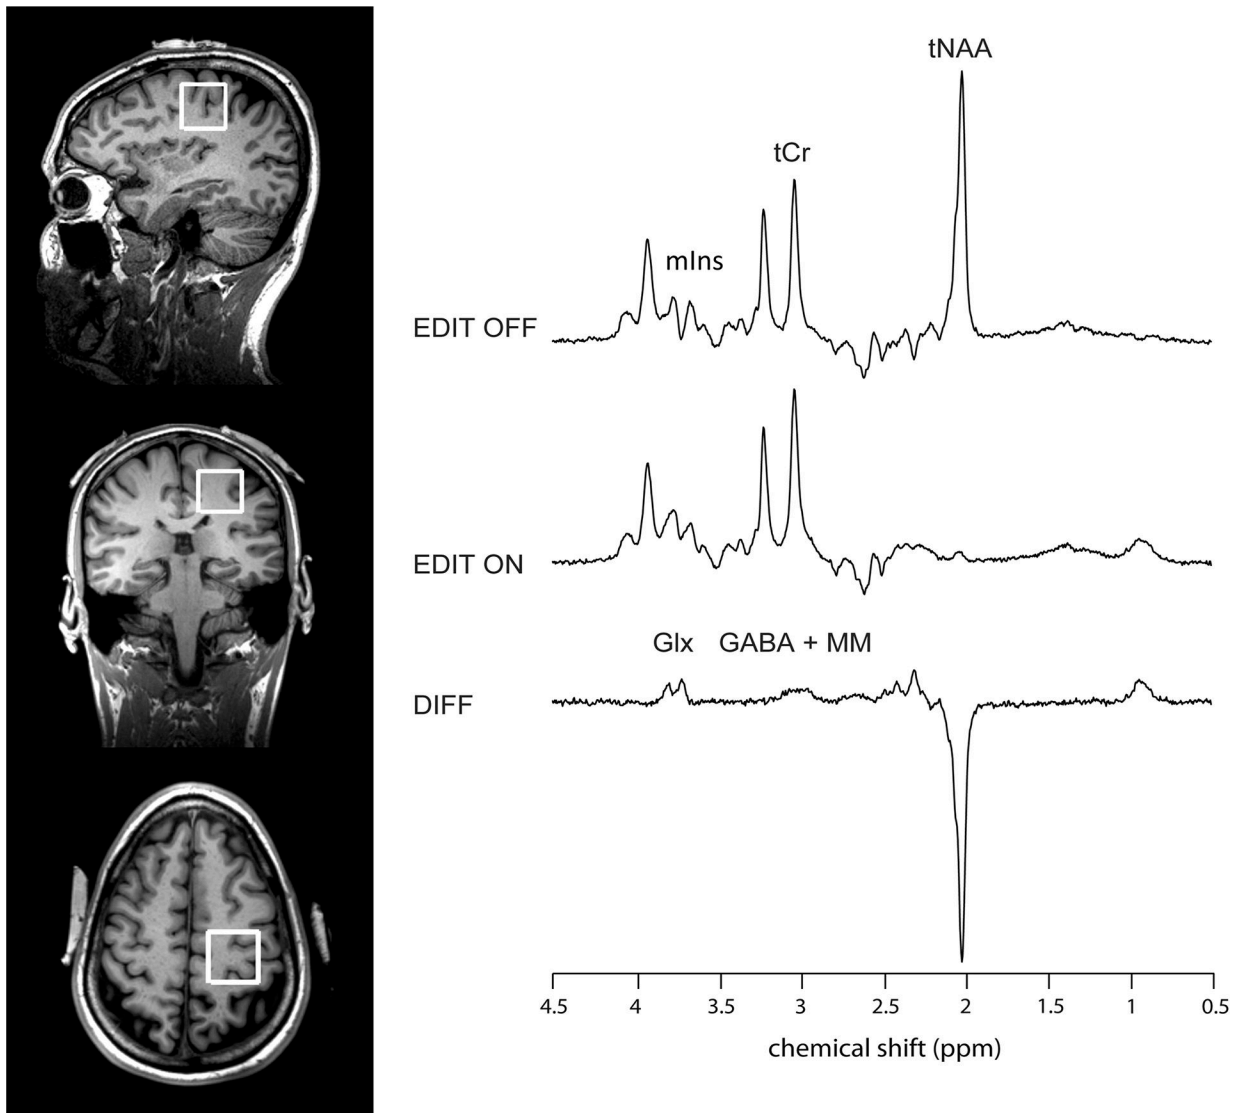 tNAA
tCr
mIns
EDIT OFF
EDIT ON
Glx GABA + MM
DIFF
4.5 4 3.5 3 2.5 2 1.5 1 0.5
chemical shift (ppm)